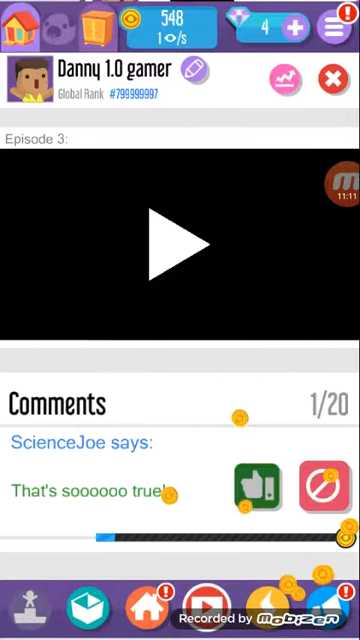 548
1 /s
4
Danny 1.0 gamer
Global Rank #799999997
Episode 3:
11:11
Comments 1/20
ScienceJoe says:
That's soooooo true!
Recorded by Mobizen